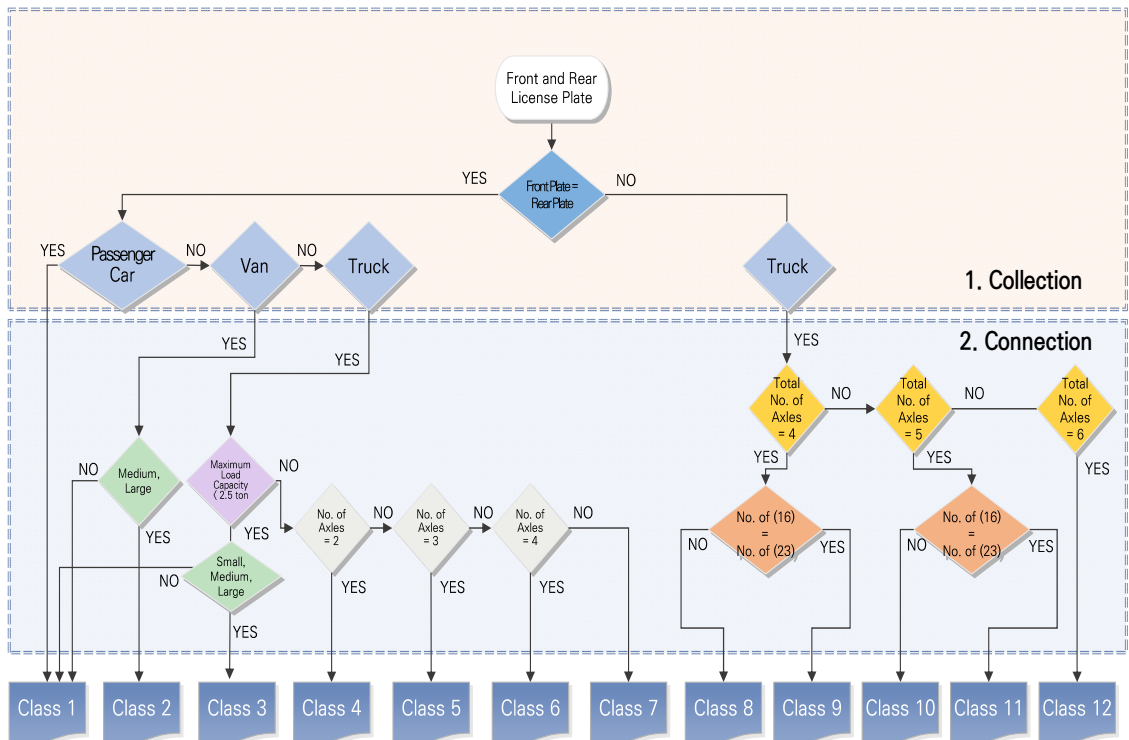 Front and Rear
License Plate
YES
Front Plate =
Rear Plate
NO
YES
Passenger
Car
NO
Van
NO
Truck
Truck
1. Collection
2. Connection
YES
YES
YES
Total
No. of
Axles
= 4
NO
Total
No. of
Axles
= 5
NO
Total
No. of
Axles
= 6
YES
YES
YES
NO
Medium,
Large
YES
Maximum
Load
Capacity
< 2.5 ton
NO
YES
No. of
Axles
= 2
NO
No. of
Axles
= 3
NO
No. of
Axles
= 4
NO
NO
No. of (16)
=
No. of (23)
YES
NO
No. of (16)
=
No. of (23)
YES
NO
Small,
Medium,
Large
YES
YES
YES
YES
Class 1
Class 2
Class 3
Class 4
Class 5
Class 6
Class 7
Class 8
Class 9
Class 10
Class 11
Class 12